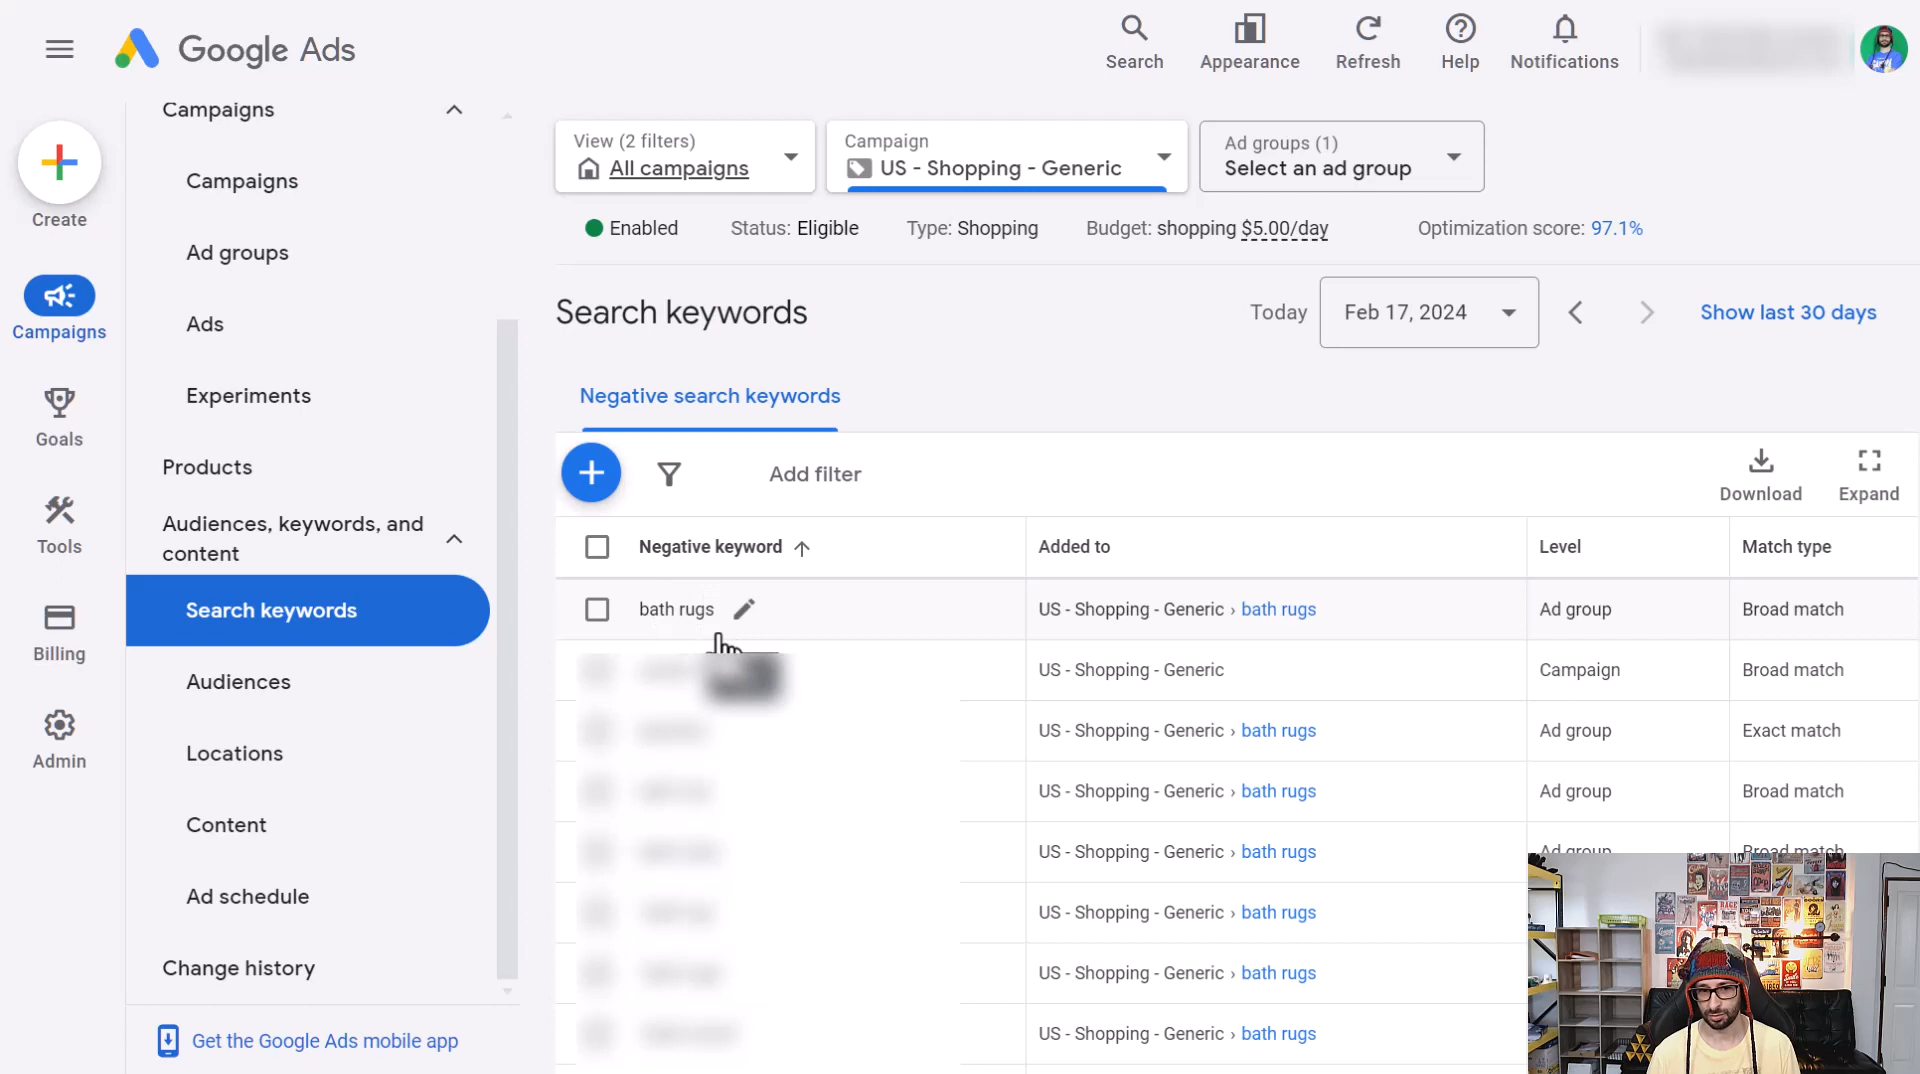 Google Ads
Search
Appearance
Refresh
Help
Notifications
Create
Campaigns
Goals
Tools
Billing
Admin
Campaigns
Campaigns
Ad groups
Ads
Experiments
Products
Audiences, keywords, and
content
Search keywords
Audiences
Locations
Content
Ad schedule
Change history
Get the Google Ads mobile app
View (2 filters)
All campaigns
Campaign
US - Shopping - Generic
Ad groups (1)
Select an ad group
Enabled
Status: Eligible
Type: Shopping
Budget: shopping $5.00/day
Optimization score: 97.1%
Search keywords
Today
Feb 17, 2024
Show last 30 days
Negative search keywords
Add filter
Download
Expand
Negative keyword
Added to
Level
Match type
bath rugs
US - Shopping - Generic › bath rugs
Ad group
Broad match
US - Shopping - Generic
Campaign
Broad match
US - Shopping - Generic › bath rugs
Ad group
Exact match
US - Shopping - Generic › bath rugs
Ad group
Broad match
US - Shopping - Generic › bath rugs
Ad group
Broad match
US - Shopping - Generic › bath rugs
US - Shopping - Generic › bath rugs
US - Shopping - Generic › bath rugs